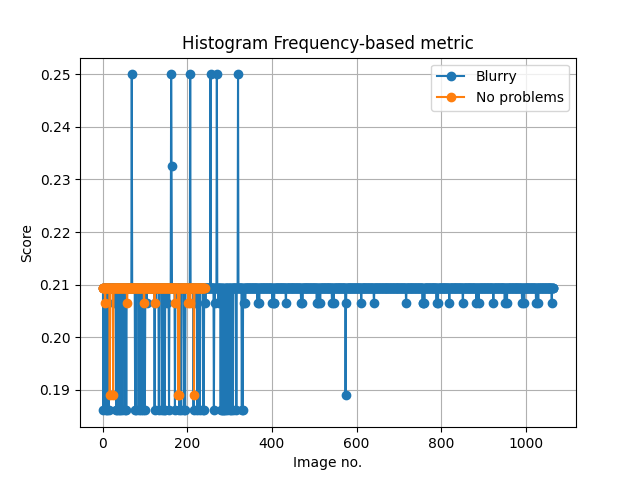 Histogram Frequency-based metric
Blurry
No problems
0.25
0.24
0.23
0.22
0.21
0.20
0.19
Score
0
200
400
600
800
1000
Image no.